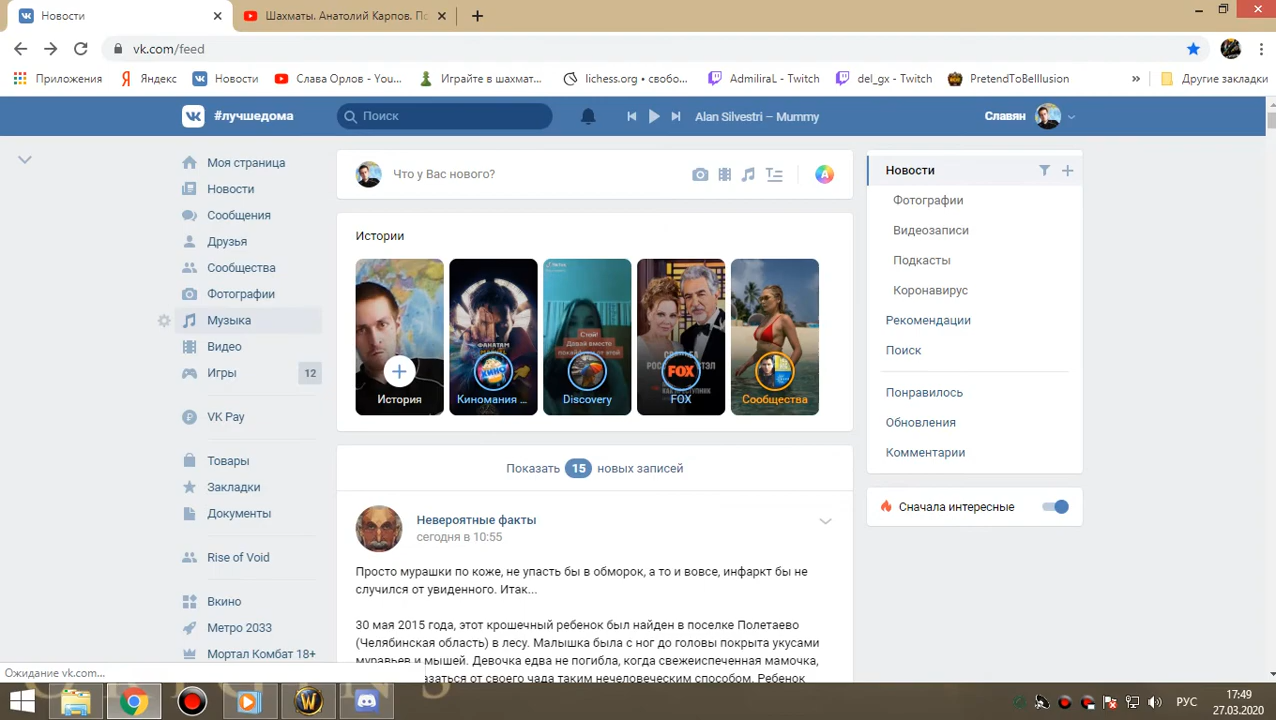 Новости
Шахматы. Анатолий Карпов. По
vk.com/feed
Приложения
Яндекс
Новости
Слава Орлов - You...
Играйте в шахмат...
lichess.org • свобо...
AdmiralL - Twitch
del_gx - Twitch
PretendToBeIllusion
»
Другие закладки
#лучшедома
Поиск
Alan Silvestri – Mummy
Славян
Моя страница
Новости
Сообщения
Друзья
Сообщества
Фотографии
Музыка
Видео
Игры
12
VK Pay
Товары
Закладки
Документы
Rise of Void
Вкино
Метро 2033
Мортал Комбат 18+
Что у Вас нового?
Истории
История
Киномания ...
Discovery
FOX
FOX
Сообщества
Показать 15 новых записей
Невероятные факты
сегодня в 10:55
Просто мурашки по коже, не упасть бы в обморок, а то и вовсе, инфаркт бы не
случился от увиденного. Итак...
30 мая 2015 года, этот крошечный ребенок был найден в поселке Полетаево
(Челябинская область) в лесу. Малышка была с ног до головы покрыта укусами
муравьев и мышей. Девочка едва не погибла, когда свежеиспеченная мамочка,
азаться от своего чада таким нечеловеческим способом. Ребенок
Новости
Фотографии
Видеозаписи
Подкасты
Коронавирус
Рекомендации
Поиск
Понравилось
Обновления
Комментарии
Сначала интересные
Ожидание vk.com...
РУС
17:49
27.03.2020